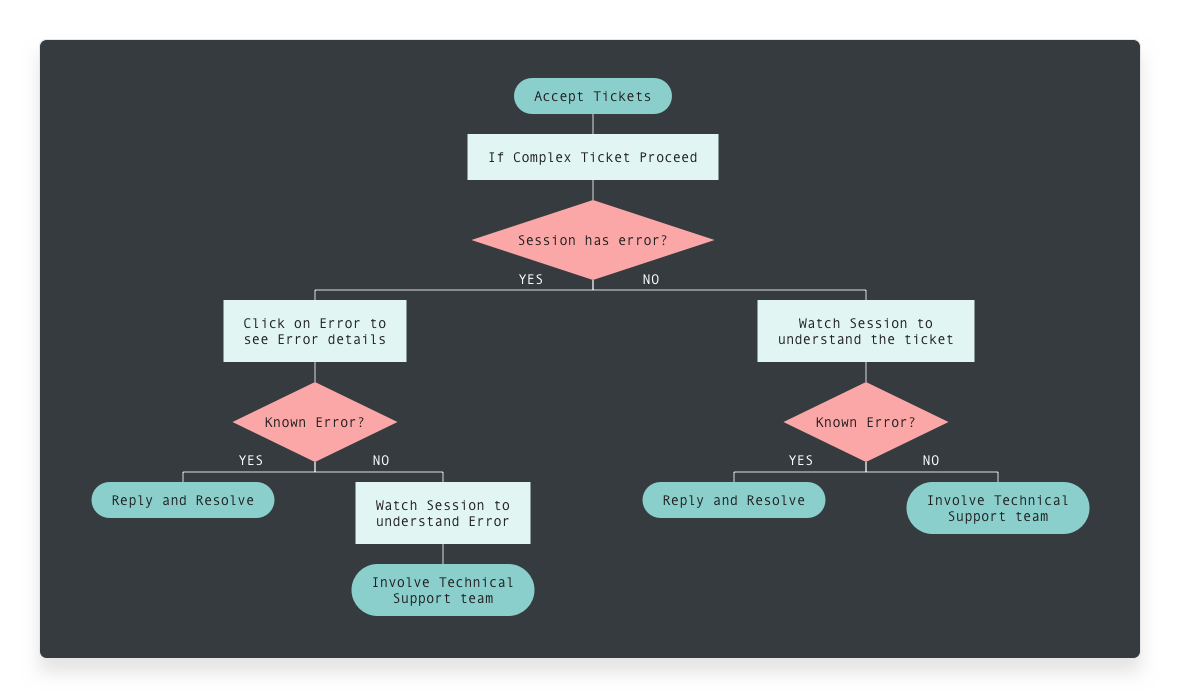 Accept Tickets
If Complex Ticket Proceed
Session has error?
YES
NO
Click on Error to
see Error details
Watch Session to
understand the ticket
Known Error?
Known Error?
YES
NO
YES
NO
Reply and Resolve
Watch Session to
understand Error
Reply and Resolve
Involve Technical
Support team
Involve Technical
Support team